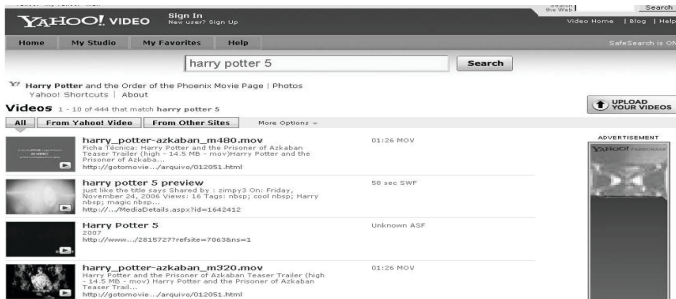 Search
the Web
Search
YAHOO! VIDEO
Sign In
New user? Sign Up
Video Home | Blog | Help
Home My Studio My Favorites Help
SafeSearch is ON
harry potter 5 Search
Y! Harry Potter and the Order of the Phoenix Movie Page | Photos
Yahoo! Shortcuts | About
Videos 1 - 10 of 444 that match harry potter 5
UPLOAD
YOUR VIDEOS
All From Yahoo! Video From Other Sites More Options
ADVERTISEMENT
harry_potter-azkaban_m480.mov 01:26 MOV
Ficha Técnica: Harry Potter and the Prisoner of Azkaban
Teaser Trailer (high - 14.5 MB - mov)Harry Potter and the
Prisoner of Azkaba...
http://gotomovie.../arquivo/012051.html
YAHOO!
harry potter 5 preview 58 sec SWF
just like the title says Shared by : zimpy3 On: Friday,
November 24, 2006 Views: 16 Tags: nbsp; cool nbsp; Harry
nbsp; magic nbsp...
http://.../MediaDetails.aspx?id=1642412
Harry Potter 5 Unknown ASF
2007
http://www.../2815727?refsite=7063&ns=1
harry_potter-azkaban_m320.mov 01:26 MOV
Harry Potter and the Prisoner of Azkaban Teaser Trailer (high
- 14.5 MB - mov) Harry Potter and the Prisoner of Azkaban
Teaser Trail...
http://gotomovie.../arquivo/012051.html